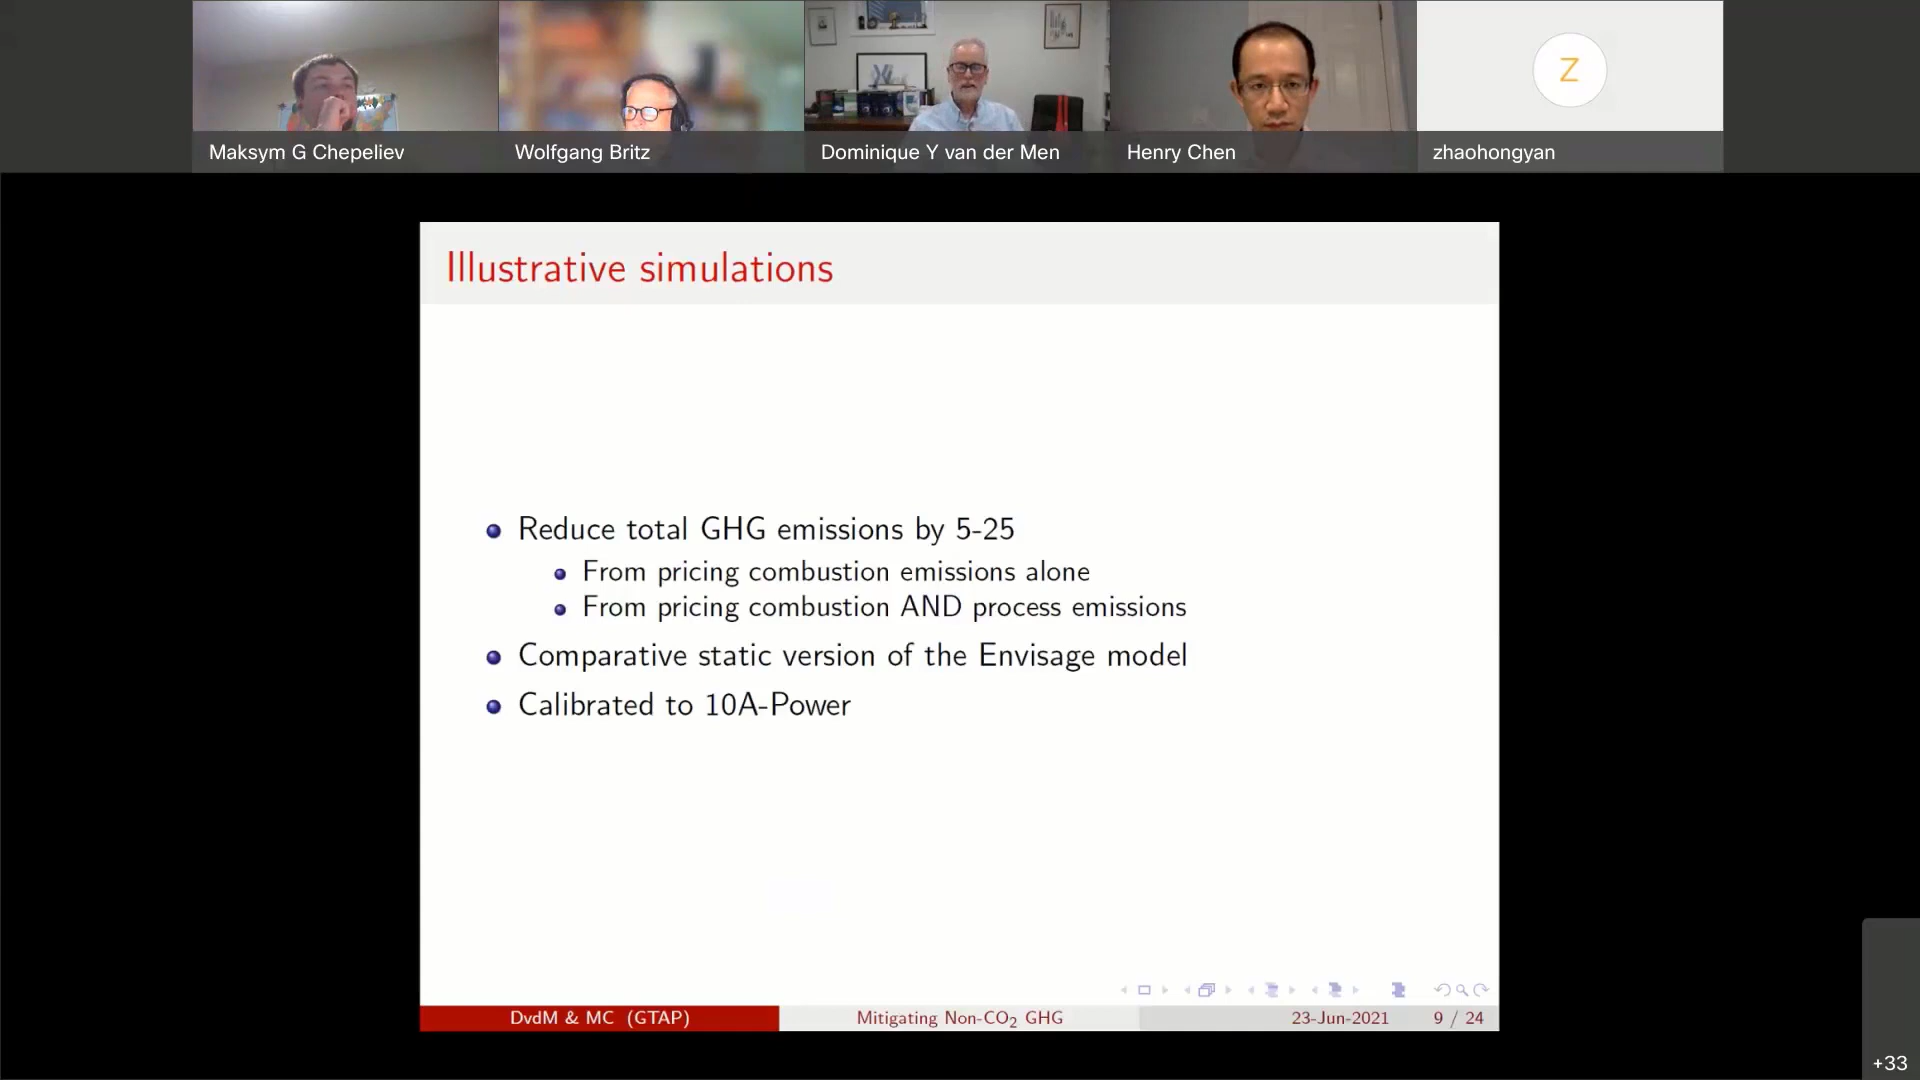 Maksym G Chepeliev
Wolfgang Britz
Dominique Y van der Men
Henry Chen
Z
zhaohongyan
Illustrative simulations
Reduce total GHG emissions by 5-25
From pricing combustion emissions alone
From pricing combustion AND process emissions
Comparative static version of the Envisage model
Calibrated to 10A-Power
DvdM & MC (GTAP)
Mitigating Non-CO₂ GHG
23-Jun-2021
9 / 24
+33